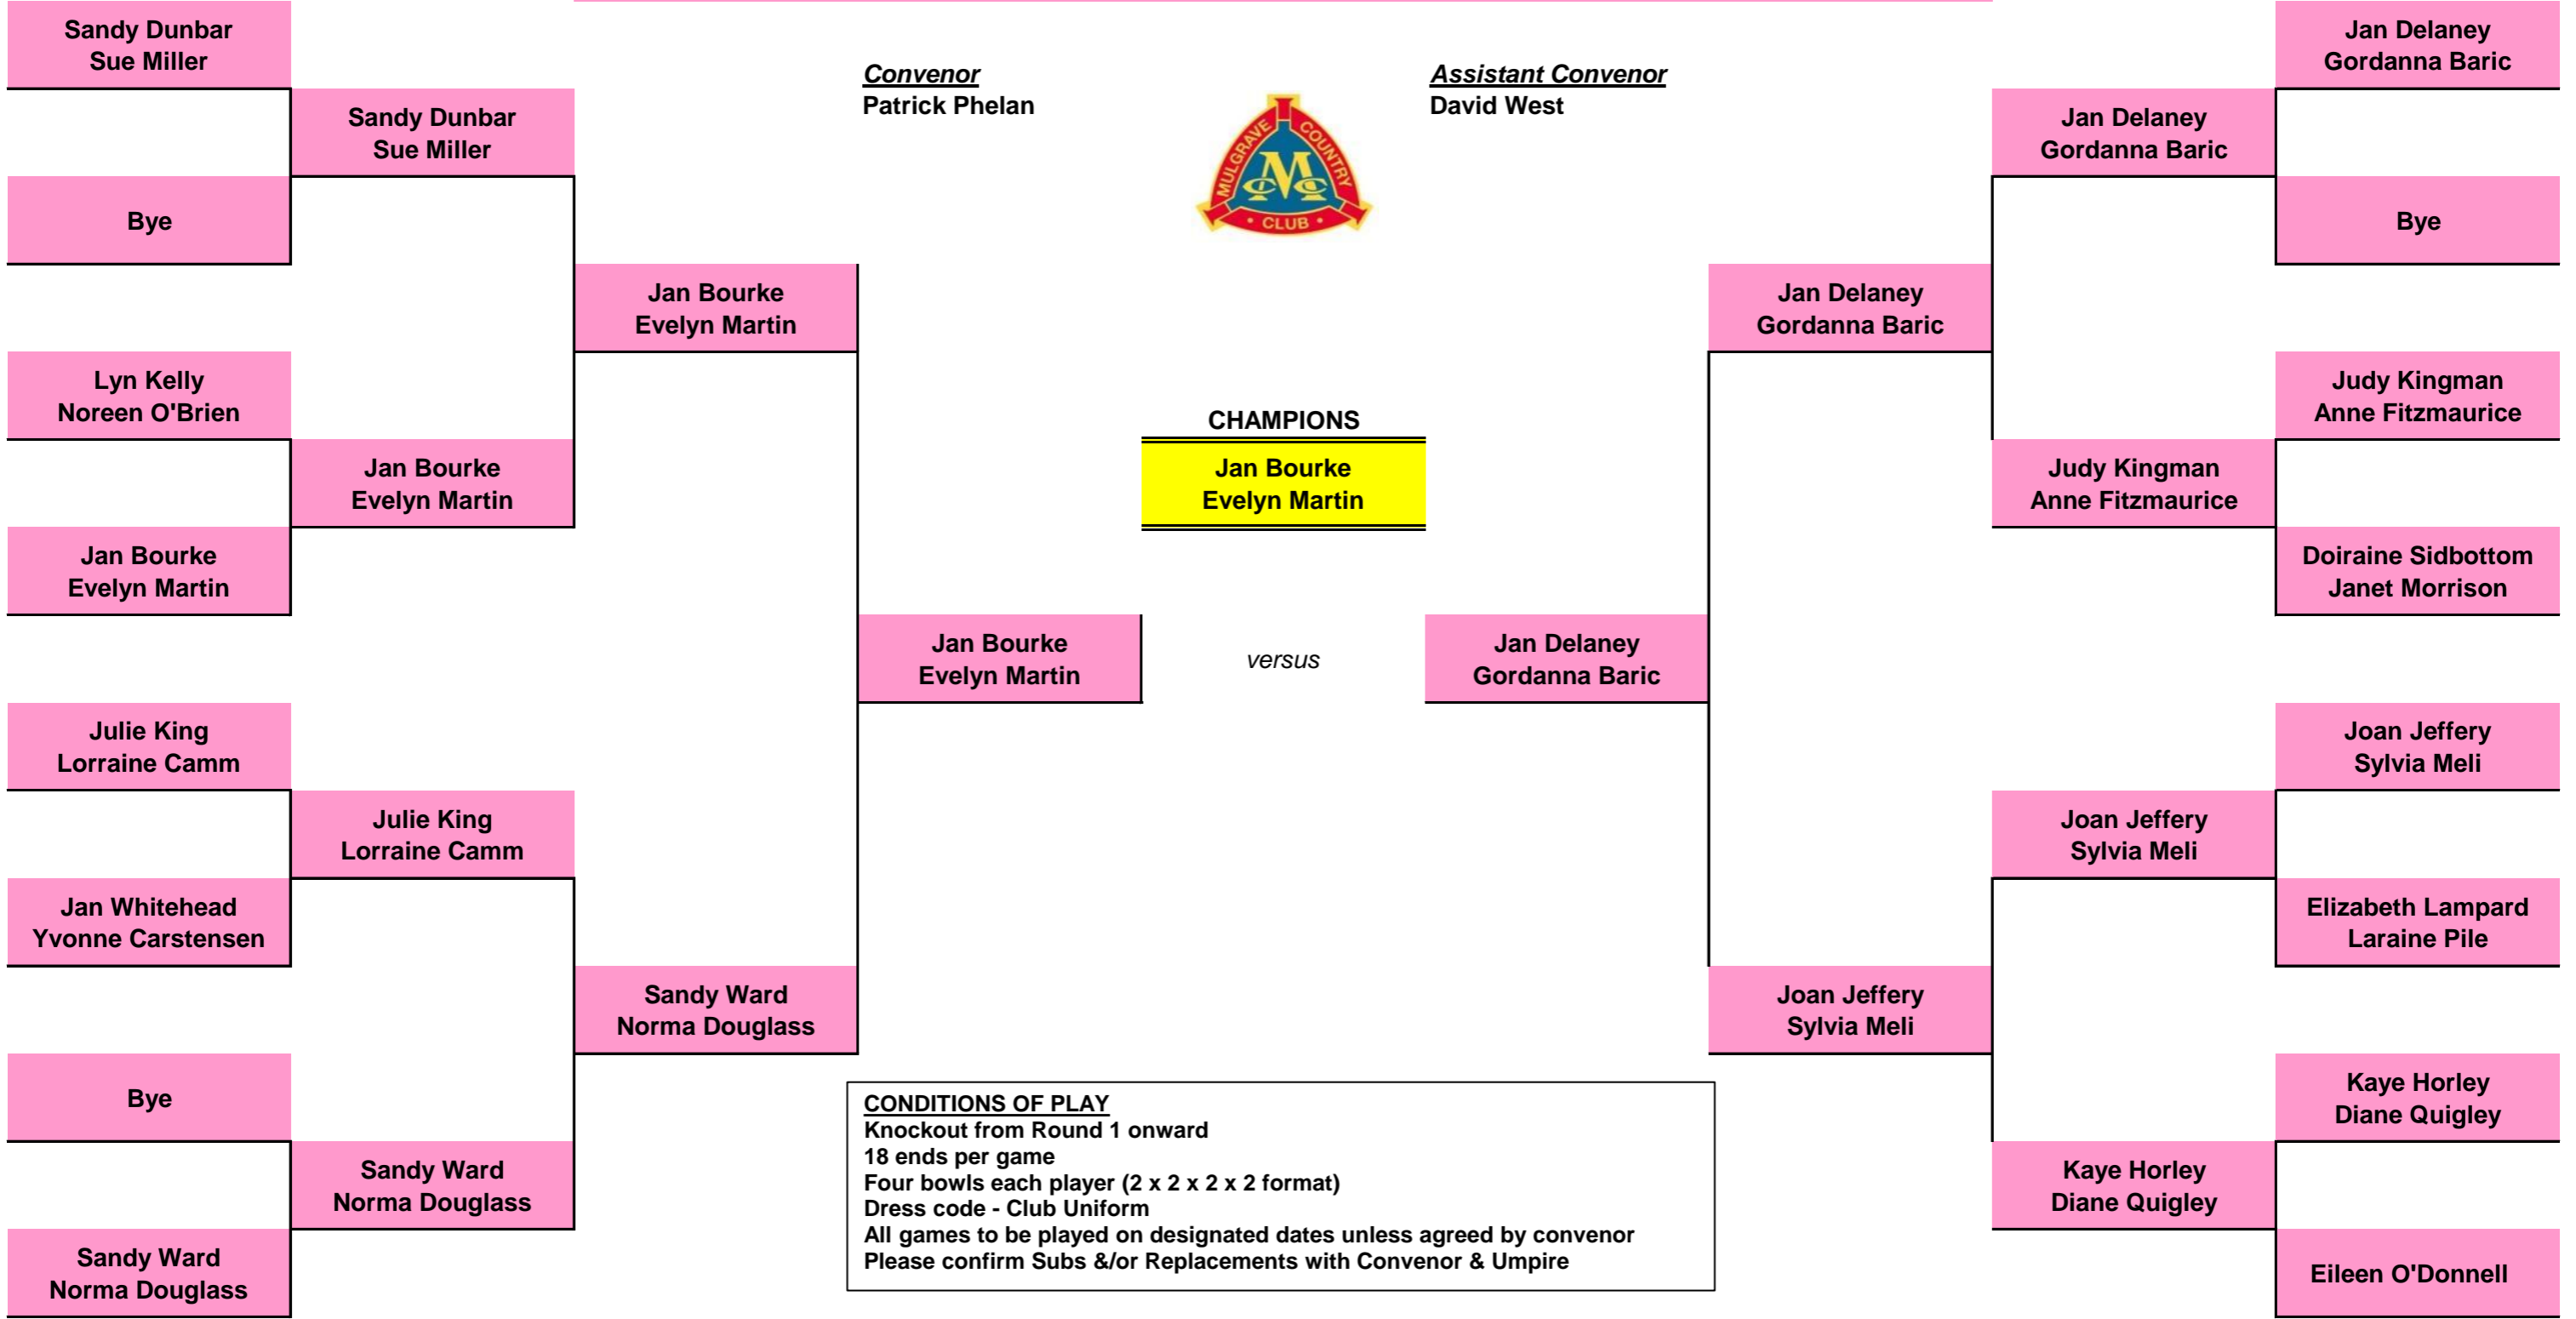 Sandy Dunbar
Sue Miller
Bye
Lyn Kelly
Noreen O'Brien
Jan Bourke
Evelyn Martin
Julie King
Lorraine Camm
Jan Whitehead
Yvonne Carstensen
Bye
Sandy Ward
Norma Douglass
Sandy Dunbar
Sue Miller
Jan Bourke
Evelyn Martin
Julie King
Lorraine Camm
Sandy Ward
Norma Douglass
Jan Bourke
Evelyn Martin
Sandy Ward
Norma Douglass
Convenor
Patrick Phelan
Assistant Convenor
David West
MULGRAVE COUNTRY
MCC
CLUB
CHAMPIONS
Jan Bourke
Evelyn Martin
Jan Bourke
Evelyn Martin
versus
Jan Delaney
Gordanna Baric
CONDITIONS OF PLAY
Knockout from Round 1 onward
18 ends per game
Four bowls each player (2 x 2 x 2 x 2 format)
Dress code - Club Uniform
All games to be played on designated dates unless agreed by convenor
Please confirm Subs &/or Replacements with Convenor & Umpire
Jan Delaney
Gordanna Baric
Joan Jeffery
Sylvia Meli
Jan Delaney
Gordanna Baric
Judy Kingman
Anne Fitzmaurice
Joan Jeffery
Sylvia Meli
Kaye Horley
Diane Quigley
Jan Delaney
Gordanna Baric
Bye
Judy Kingman
Anne Fitzmaurice
Doiraine Sidbottom
Janet Morrison
Joan Jeffery
Sylvia Meli
Elizabeth Lampard
Laraine Pile
Kaye Horley
Diane Quigley
Eileen O'Donnell